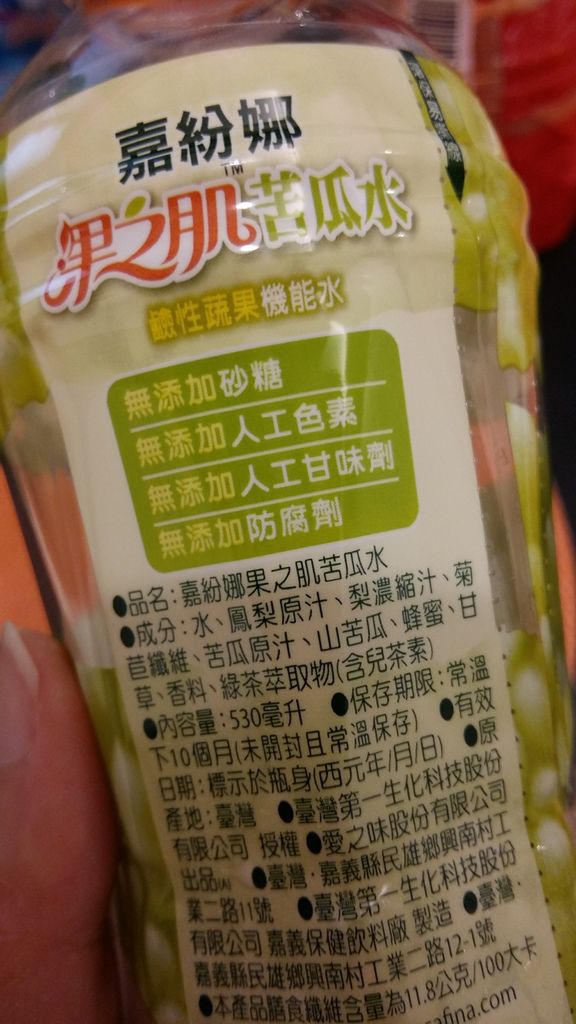 嘉紛娜
TM
果之肌苦瓜水
鹼性蔬果機能水
無添加砂糖
無添加人工色素
無添加人工甘味劑
無添加防腐劑
●品名:嘉紛娜果之肌苦瓜水
●成分:水、鳳梨原汁、梨濃縮汁、菊
苣纖維、苦瓜原汁、山苦瓜、蜂蜜、甘
草、香料、綠茶萃取物(含兒茶素)
●內容量:530毫升 ●保存期限:常溫
下10個月(未開封且常溫保存) ●有效
日期:標示於瓶身(西元年/月/日) ●原
產地:臺灣 ●臺灣第一生化科技股份
有限公司 授權 ●愛之味股份有限公司
出品(A) ●臺灣‧嘉義縣民雄鄉興南村工
業二路11號 ●臺灣第一生化科技股份
有限公司 嘉義保健飲料廠 製造 ●臺灣‧
嘉義縣民雄鄉興南村工業二路12-1號
●本產品膳食纖維含量為11.8公克/100大卡
afina.com